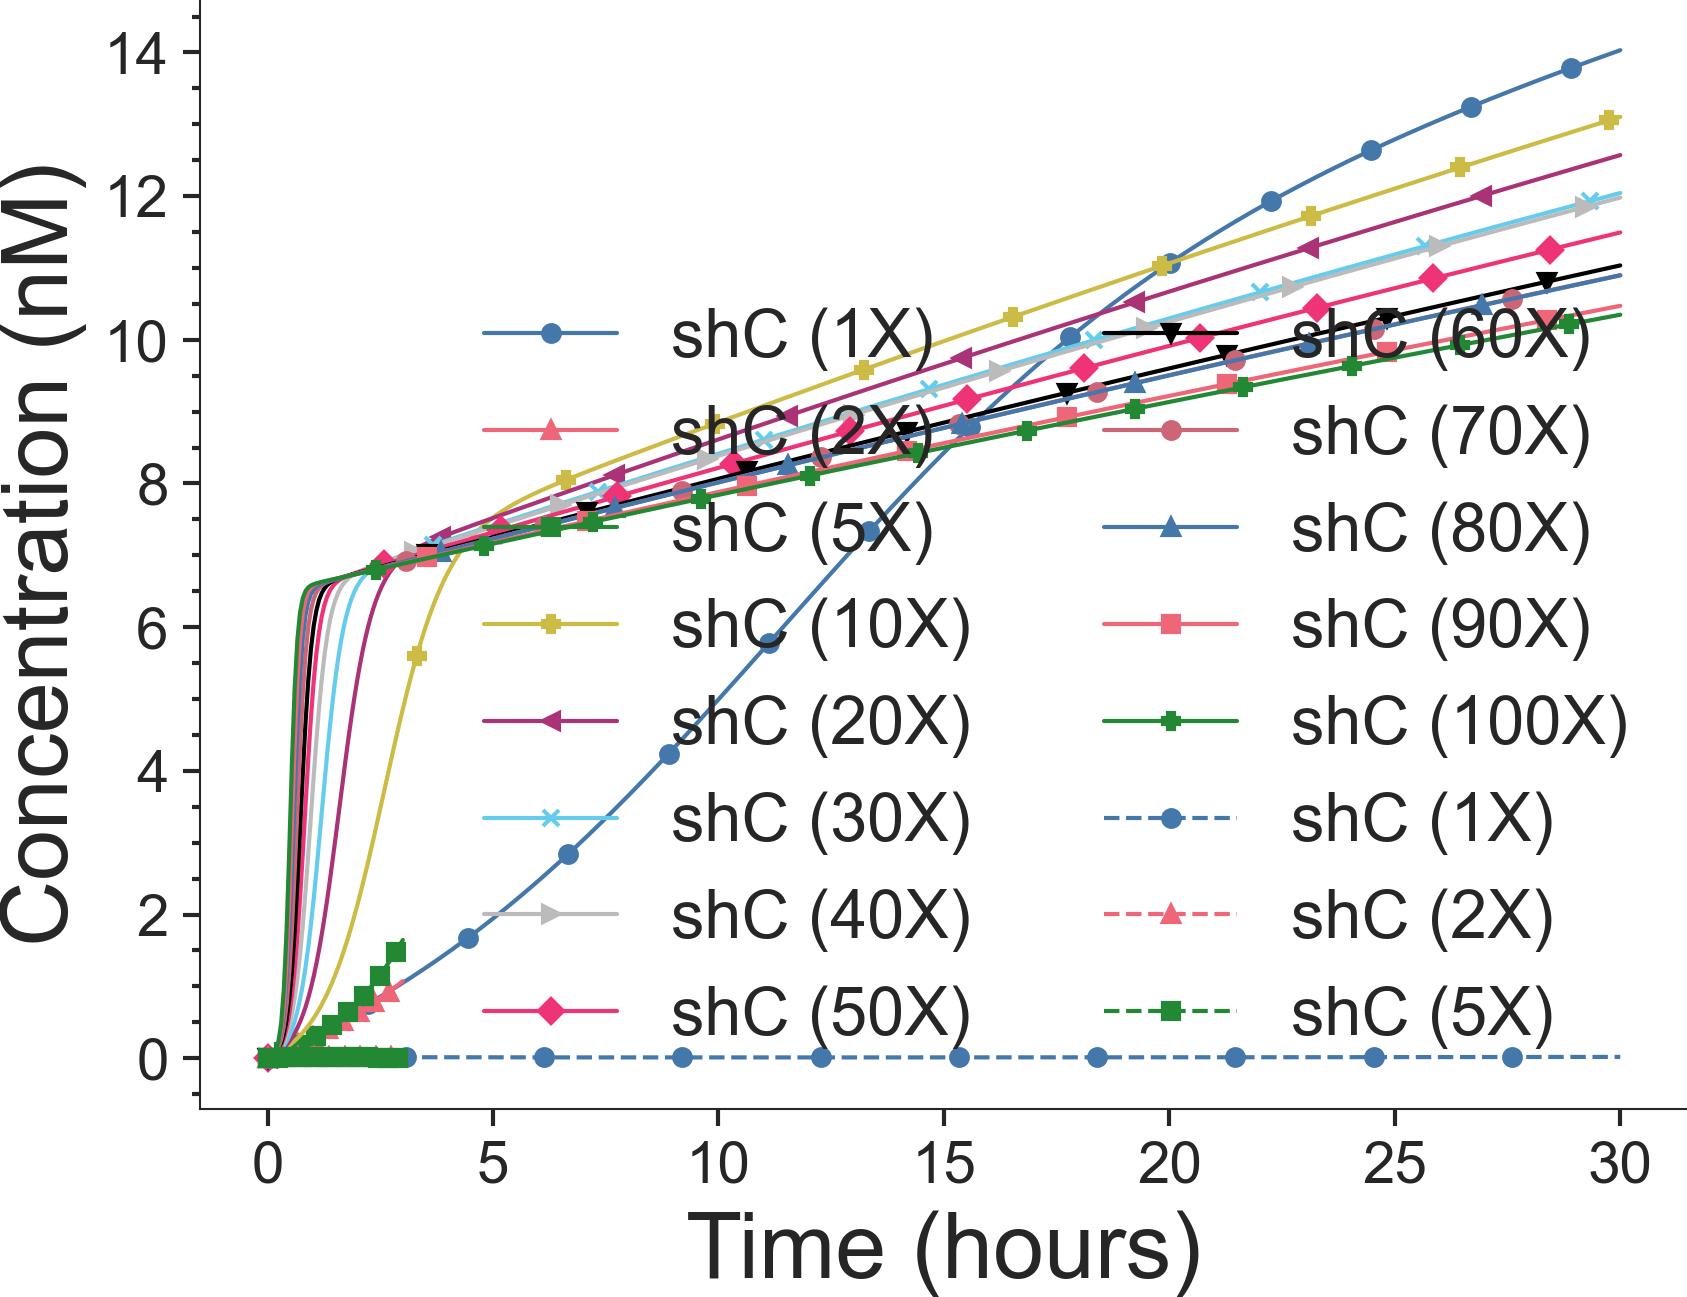 Concentration (nM)
14
12
10
8
6
4
2
0
shC (1X)
shC (2X)
shC (5X)
shC (10X)
shC (20X)
shC (30X)
shC (40X)
shC (50X)
shC (60X)
shC (70X)
shC (80X)
shC (90X)
shC (100X)
shC (1X)
shC (2X)
shC (5X)
0 5 10 15 20 25 30
Time (hours)